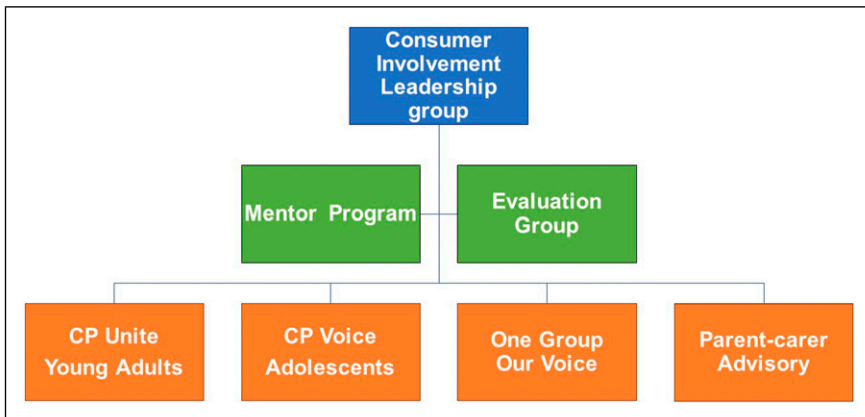 Consumer
Involvement
Leadership
group
Mentor Program
Evaluation
Group
CP Unite
Young Adults
CP Voice
Adolescents
One Group
Our Voice
Parent-carer
Advisory